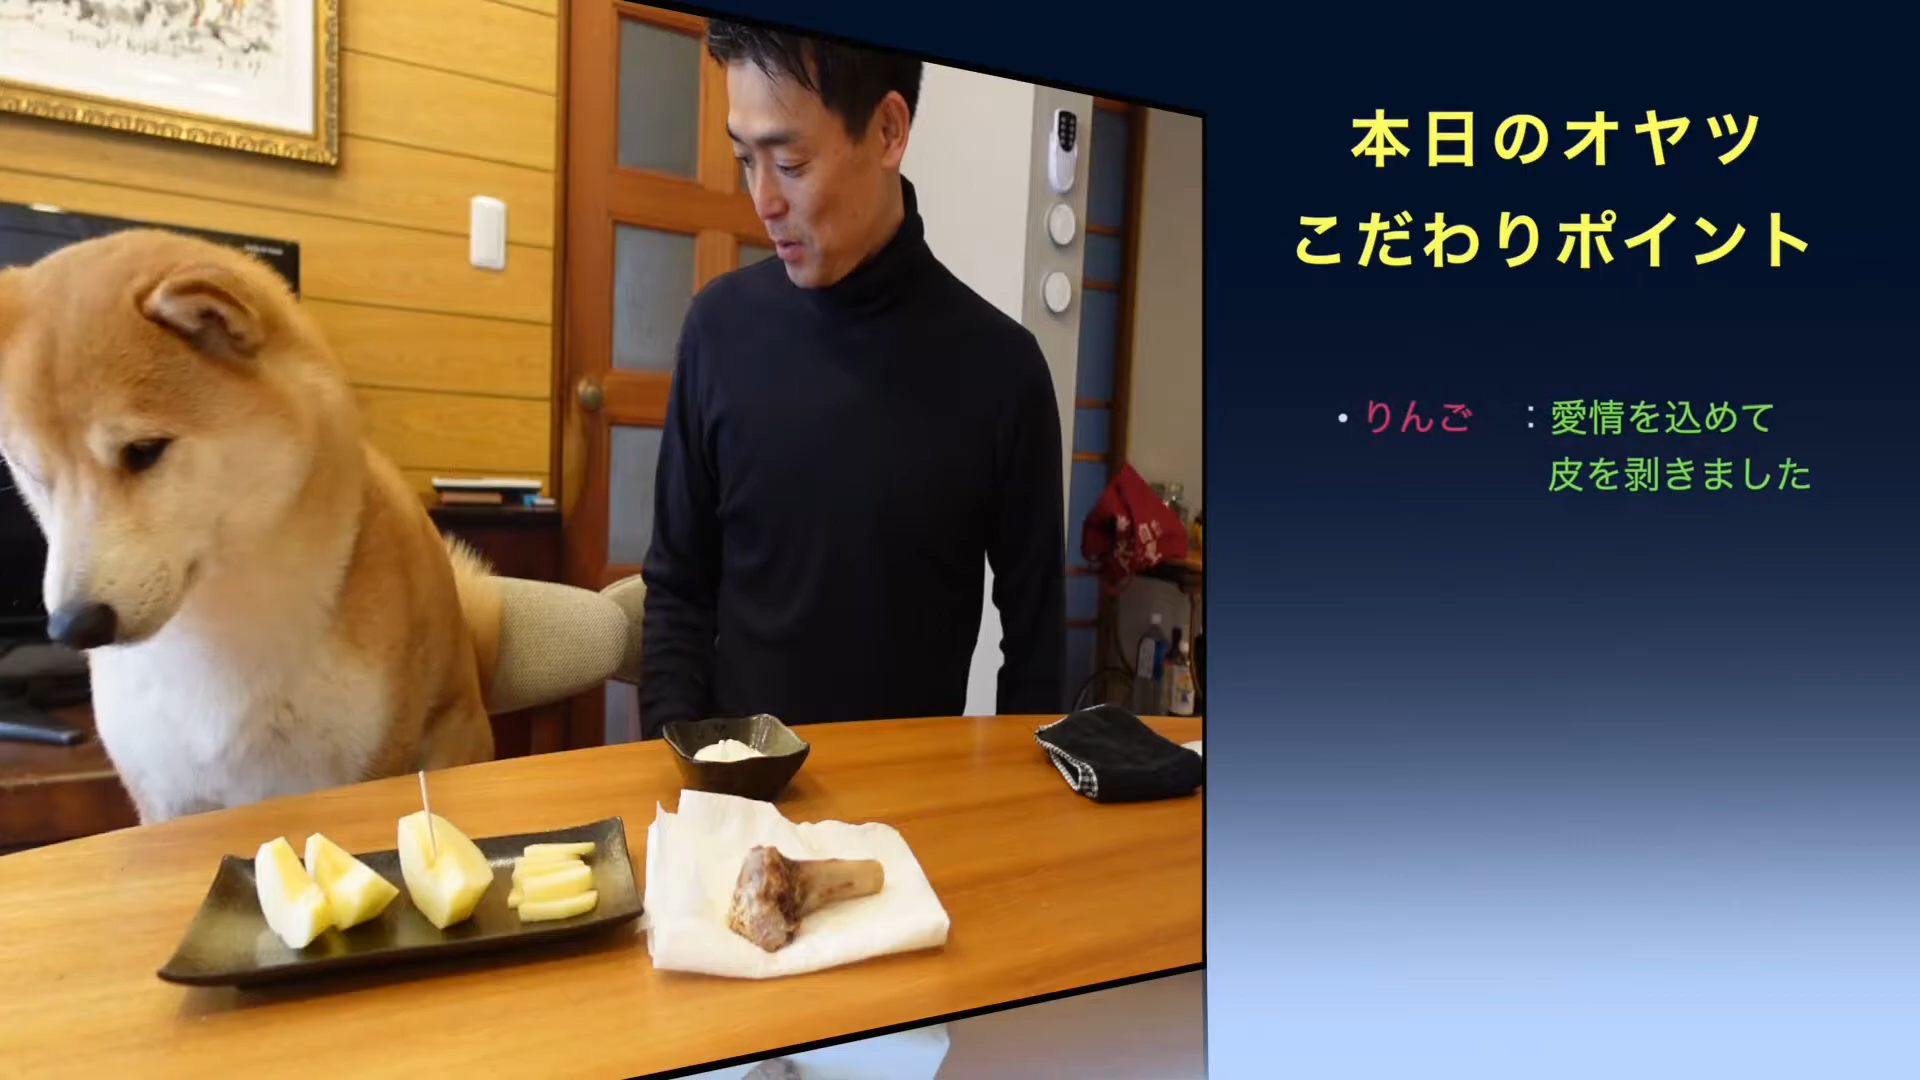 本日のオヤツ
こだわりポイント
・りんご ：愛情を込めて
皮を剥きました